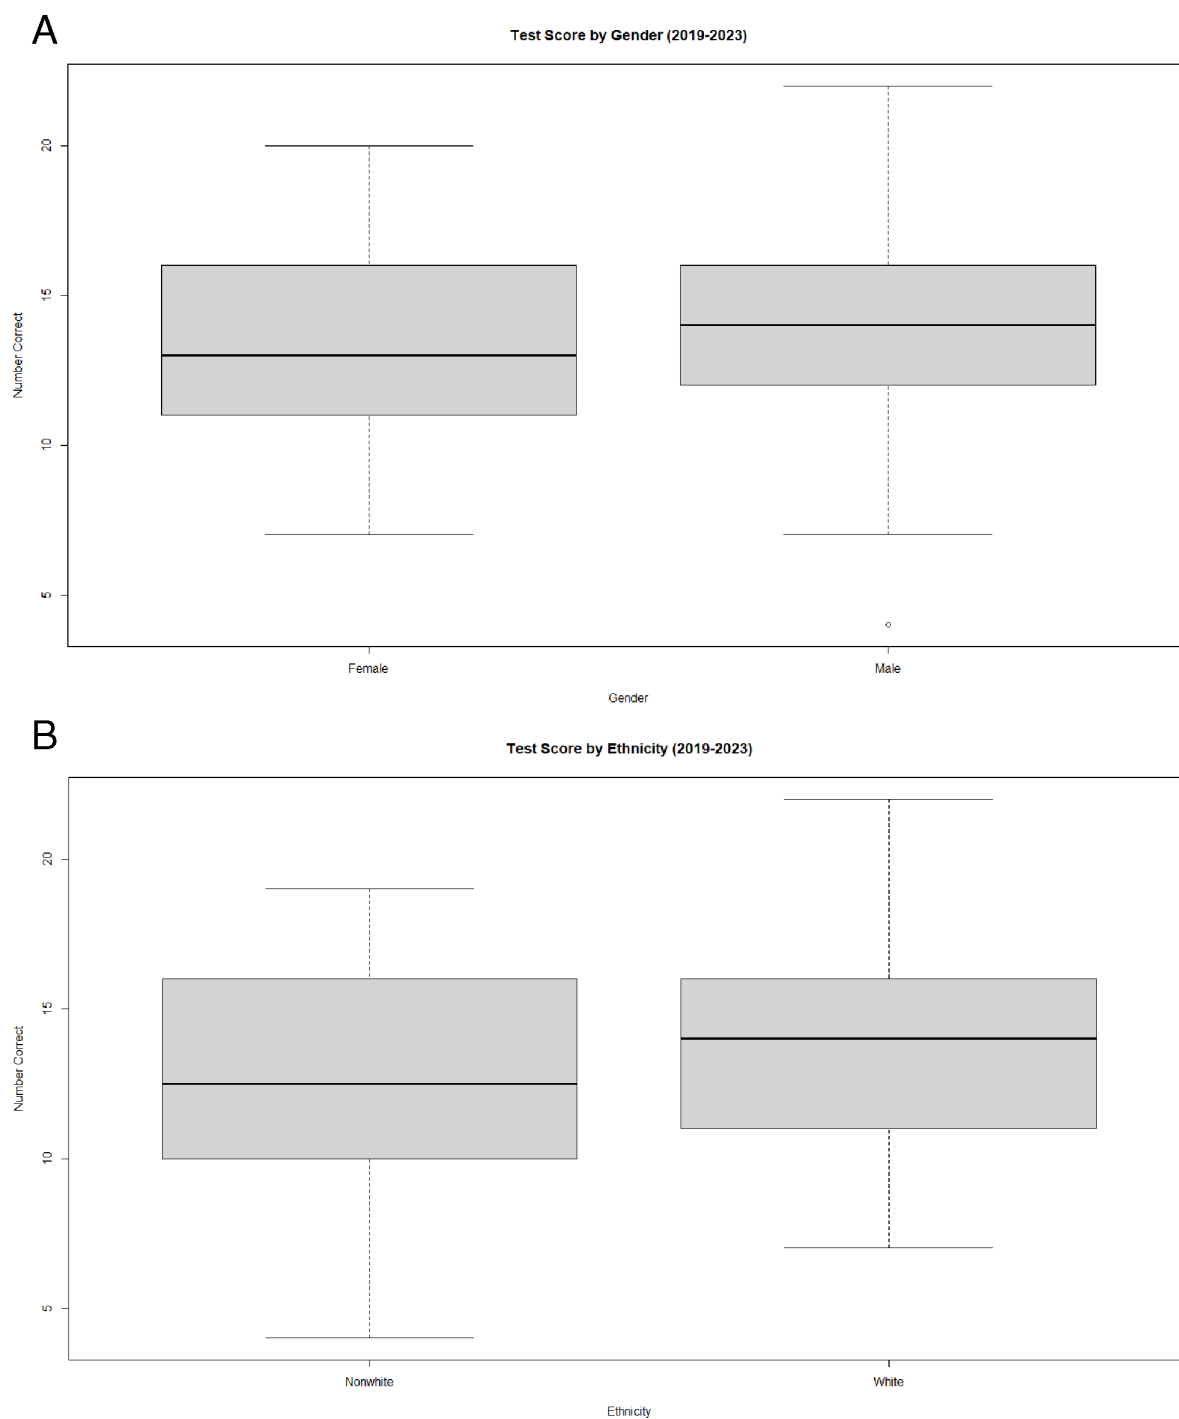 A
Test Score by Gender (2019-2023)
Number Correct
20
15
10
5
Female
Male
Gender
B
Test Score by Ethnicity (2019-2023)
Number Correct
20
15
10
5
Nonwhite
White
Ethnicity